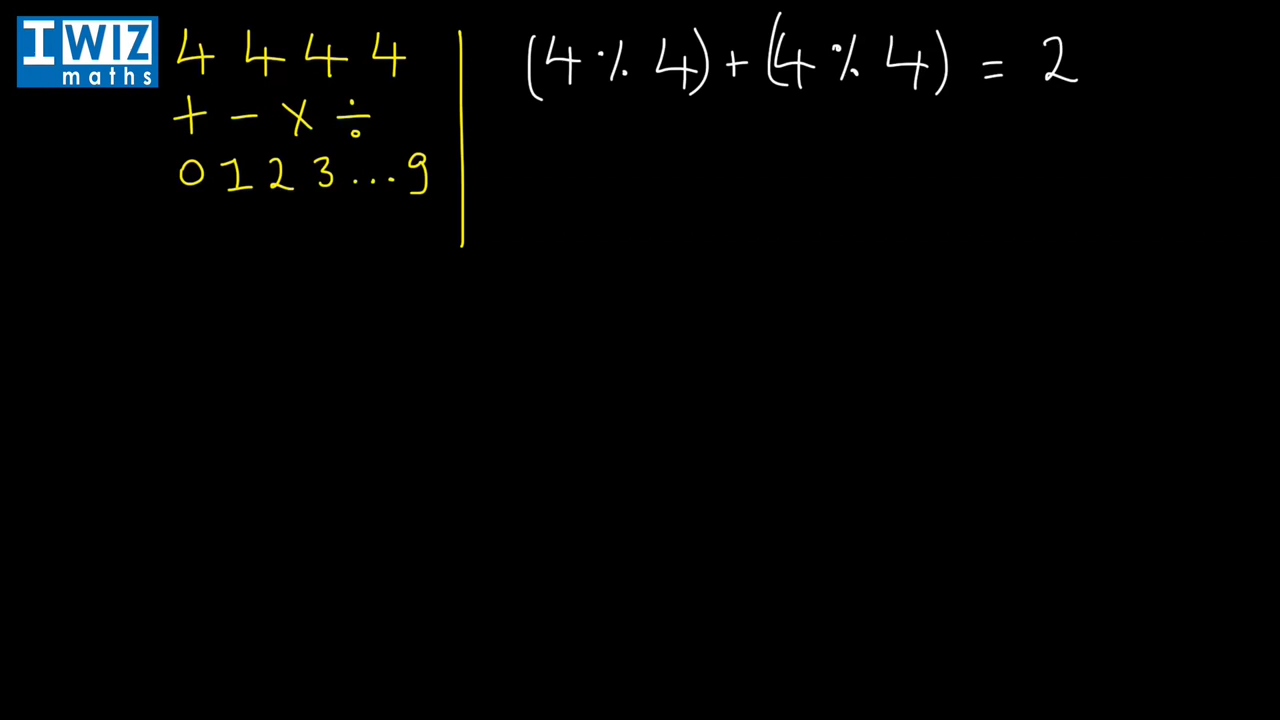 IWIZ
maths
4 4 4 4
+ - × ÷
0 1 2 3 ... 9
(4 % 4) + (4 % 4) = 2